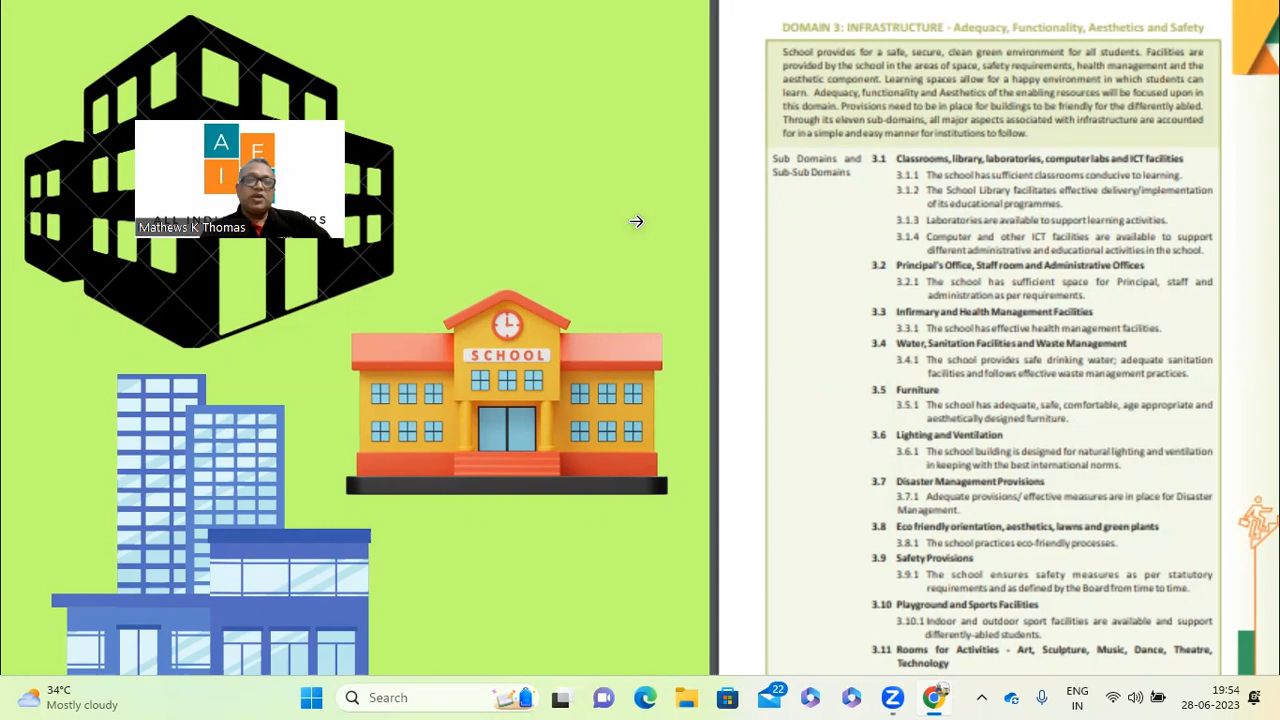 A E
I
Mathews K Thomas
SCHOOL
DOMAIN 3: INFRASTRUCTURE - Adequacy, Functionality, Aesthetics and Safety
School provides for a safe, secure, clean green environment for all students. Facilities are
provided by the school in the areas of space, safety requirements, health management and the
aesthetic component. Learning spaces allow for a happy environment in which students can
learn. Adequacy, functionality and Aesthetics of the enabling resources will be focused upon in
this domain. Provisions need to be in place for buildings to be friendly for the differently abled.
Through its eleven sub-domains, all major aspects associated with infrastructure are accounted
for in a simple and easy manner for institutions to follow.
Sub Domains and
Sub-Sub Domains
3.1 Classrooms, library, laboratories, computer labs and ICT facilities
3.1.1 The school has sufficient classrooms conducive to learning.
3.1.2 The School Library facilitates effective delivery/implementation
of its educational programmes.
3.1.3 Laboratories are available to support learning activities.
3.1.4 Computer and other ICT facilities are available to support
different administrative and educational activities in the school.
3.2 Principal's Office, Staff room and Administrative Offices
3.2.1 The school has sufficient space for Principal, staff and
administration as per requirements.
3.3 Infirmary and Health Management Facilities
3.3.1 The school has effective health management facilities.
3.4 Water, Sanitation Facilities and Waste Management
3.4.1 The school provides safe drinking water; adequate sanitation
facilities and follows effective waste management practices.
3.5 Furniture
3.5.1 The school has adequate, safe, comfortable, age appropriate and
aesthetically designed furniture.
3.6 Lighting and Ventilation
3.6.1 The school building is designed for natural lighting and ventilation
in keeping with the best international norms.
3.7 Disaster Management Provisions
3.7.1 Adequate provisions/ effective measures are in place for Disaster
Management.
3.8 Eco friendly orientation, aesthetics, lawns and green plants
3.8.1 The school practices eco-friendly processes.
3.9 Safety Provisions
3.9.1 The school ensures safety measures as per statutory
requirements and as defined by the Board from time to time.
3.10 Playground and Sports Facilities
3.10.1 Indoor and outdoor sport facilities are available and support
differently-abled students.
3.11 Rooms for Activities - Art, Sculpture, Music, Dance, Theatre,
Technology
34°C
Mostly cloudy
Search
22
ENG
IN
19:54
28-06-2023